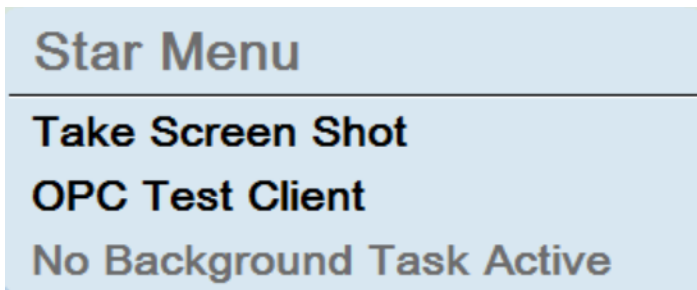 Star Menu
Take Screen Shot
OPC Test Client
No Background Task Active